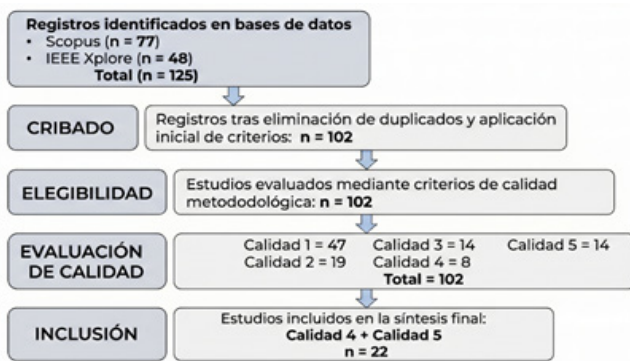 Registros identificados en bases de datos
• Scopus (n = 77)
• IEEE Xplore (n = 48)
Total (n = 125)
CRIBADO
Registros tras eliminación de duplicados y aplicación
inicial de criterios: n = 102
ELEGIBILIDAD
Estudios evaluados mediante criterios de calidad
metododológica: n = 102
EVALUACIÓN
DE CALIDAD
Calidad 1 = 47 Calidad 3 = 14 Calidad 5 = 14
Calidad 2 = 19 Calidad 4 = 8
Total = 102
INCLUSIÓN
Estudios incluidos en la síntesis final:
Calidad 4 + Calidad 5
n = 22